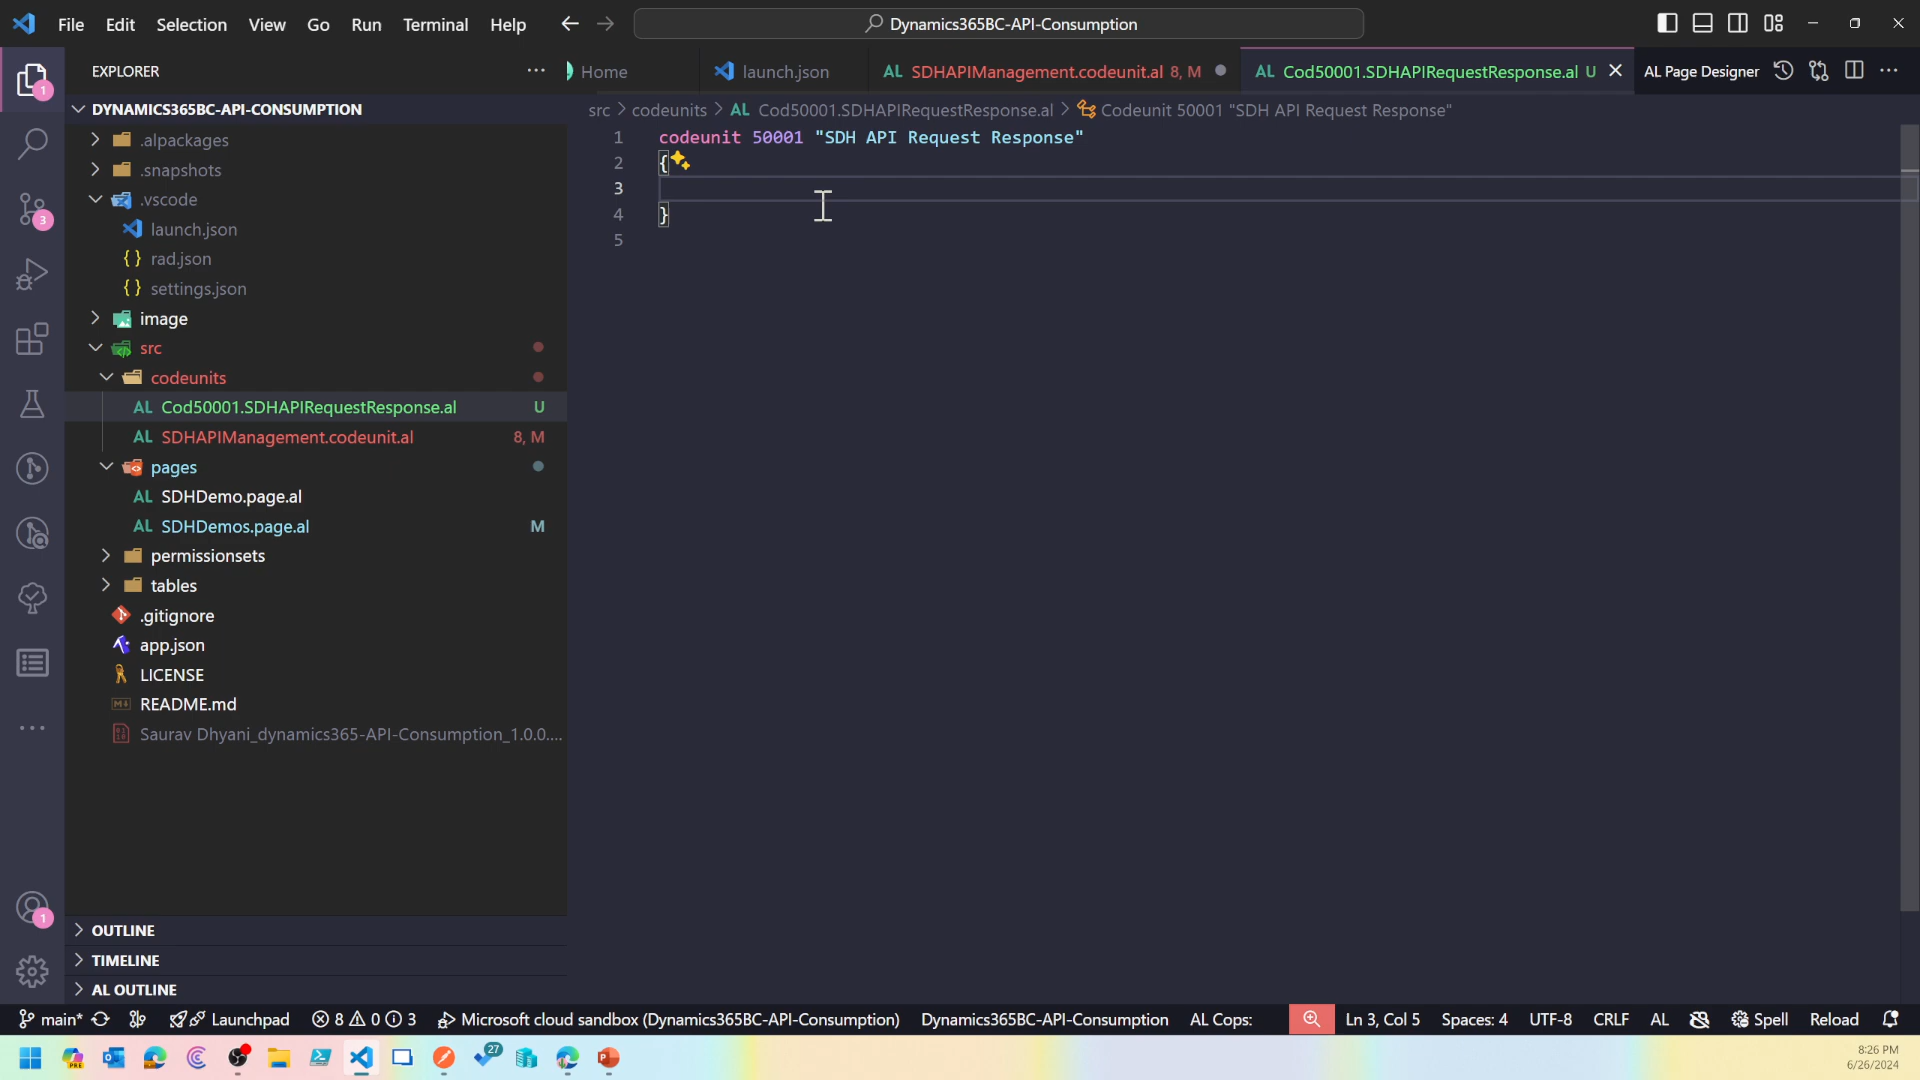 File Edit Selection View Go Run Terminal Help Dynamics365BC-API-Consumption
EXPLORER
Home
launch.json
AL SDHAPIManagement.codeunit.al 8, M
AL Cod50001.SDHAPIRequestResponse.al U
AL Page Designer
DYNAMICS365BC-API-CONSUMPTION
.alpackages
.snapshots
.vscode
launch.json
rad.json
settings.json
image
src
codeunits
AL Cod50001.SDHAPIRequestResponse.al U
AL SDHAPIManagement.codeunit.al 8, M
pages
AL SDHDemo.page.al
AL SDHDemos.page.al M
permissionsets
tables
.gitignore
app.json
LICENSE
README.md
Saurav Dhyani_dynamics365-API-Consumption_1.0.0....
src > codeunits > AL Cod50001.SDHAPIRequestResponse.al > Codeunit 50001 "SDH API Request Response"
1 codeunit 50001 "SDH API Request Response"
2 {
3
4 }
5
1
3
1
OUTLINE
TIMELINE
AL OUTLINE
main* Launchpad 8 0 3 Microsoft cloud sandbox (Dynamics365BC-API-Consumption) Dynamics365BC-API-Consumption AL Cops: Ln 3, Col 5 Spaces: 4 UTF-8 CRLF AL Spell Reload
PRE
27
8:26 PM
6/26/2024